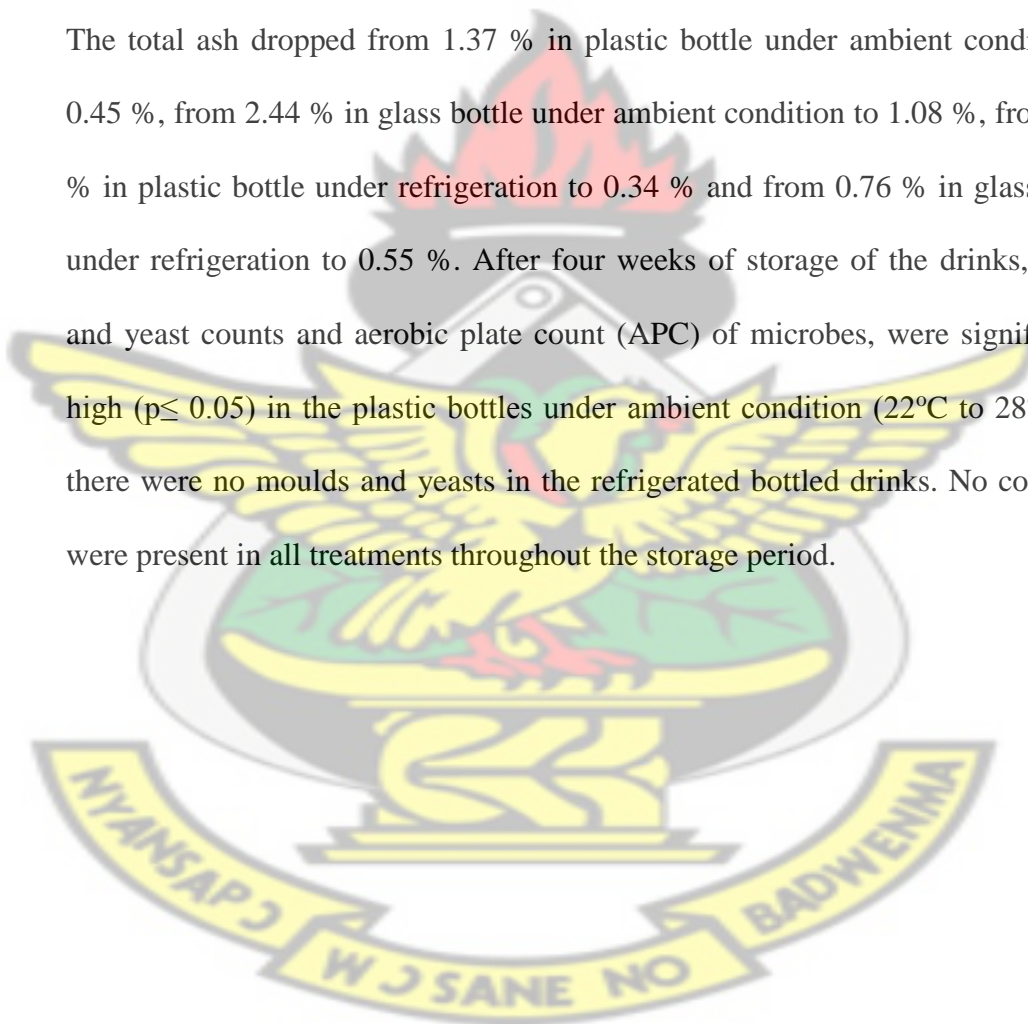 The total ash dropped from 1.37 % in plastic bottle under ambient condi
0.45 %, from 2.44 % in glass bottle under ambient condition to 1.08 %, fro
% in plastic bottle under refrigeration to 0.34 % and from 0.76 % in glass
under refrigeration to 0.55 %. After four weeks of storage of the drinks,
and yeast counts and aerobic plate count (APC) of microbes, were signif
high (p≤ 0.05) in the plastic bottles under ambient condition (22ºC to 28
there were no moulds and yeasts in the refrigerated bottled drinks. No co
were present in all treatments throughout the storage period.
NYANSAPƆ
WƆSANE NO
BADWENMA